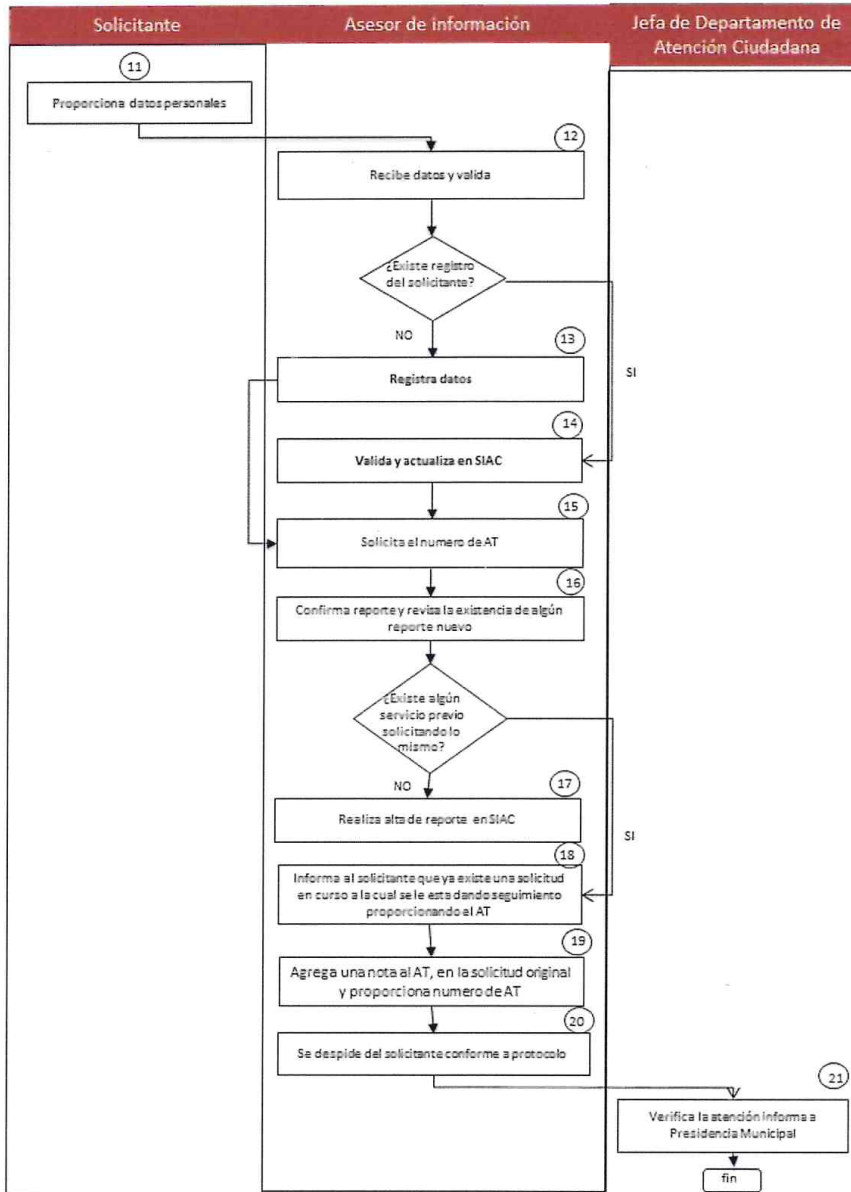 Solicitante
Asesor de información
Jefa de Departamento de
Atención Ciudadana
11
Proporciona datos personales
12
Recibe datos y valida
¿Existe registro
del solicitante?
NO
SI
13
Registra datos
14
Valida y actualiza en SIAC
15
Solicita el numero de AT
16
Confirma reporte y revisa la existencia de algún
reporte nuevo
¿Existe algún
servicio previo
solicitando lo
mismo?
NO
SI
17
Realiza alta de reporte en SIAC
18
Informa al solicitante que ya existe una solicitud
en curso a la cual se le esta dando seguimiento
proporcionando el AT
19
Agrega una nota al AT, en la solicitud original
y proporciona numero de AT
20
Se despide del solicitante conforme a protocolo
21
Verifica la atención informa a
Presidencia Municipal
fin